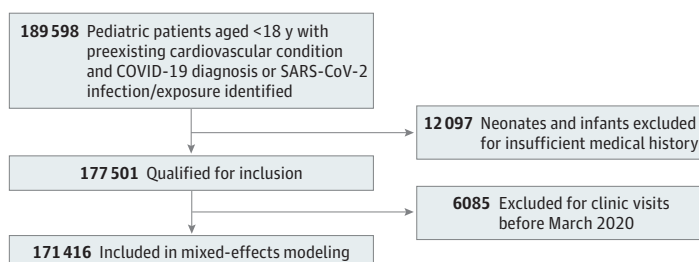 189 598 Pediatric patients aged <18 y with
preexisting cardiovascular condition
and COVID-19 diagnosis or SARS-CoV-2
infection/exposure identified
12 097 Neonates and infants excluded
for insufficient medical history
177 501 Qualified for inclusion
6085 Excluded for clinic visits
before March 2020
171 416 Included in mixed-effects modeling